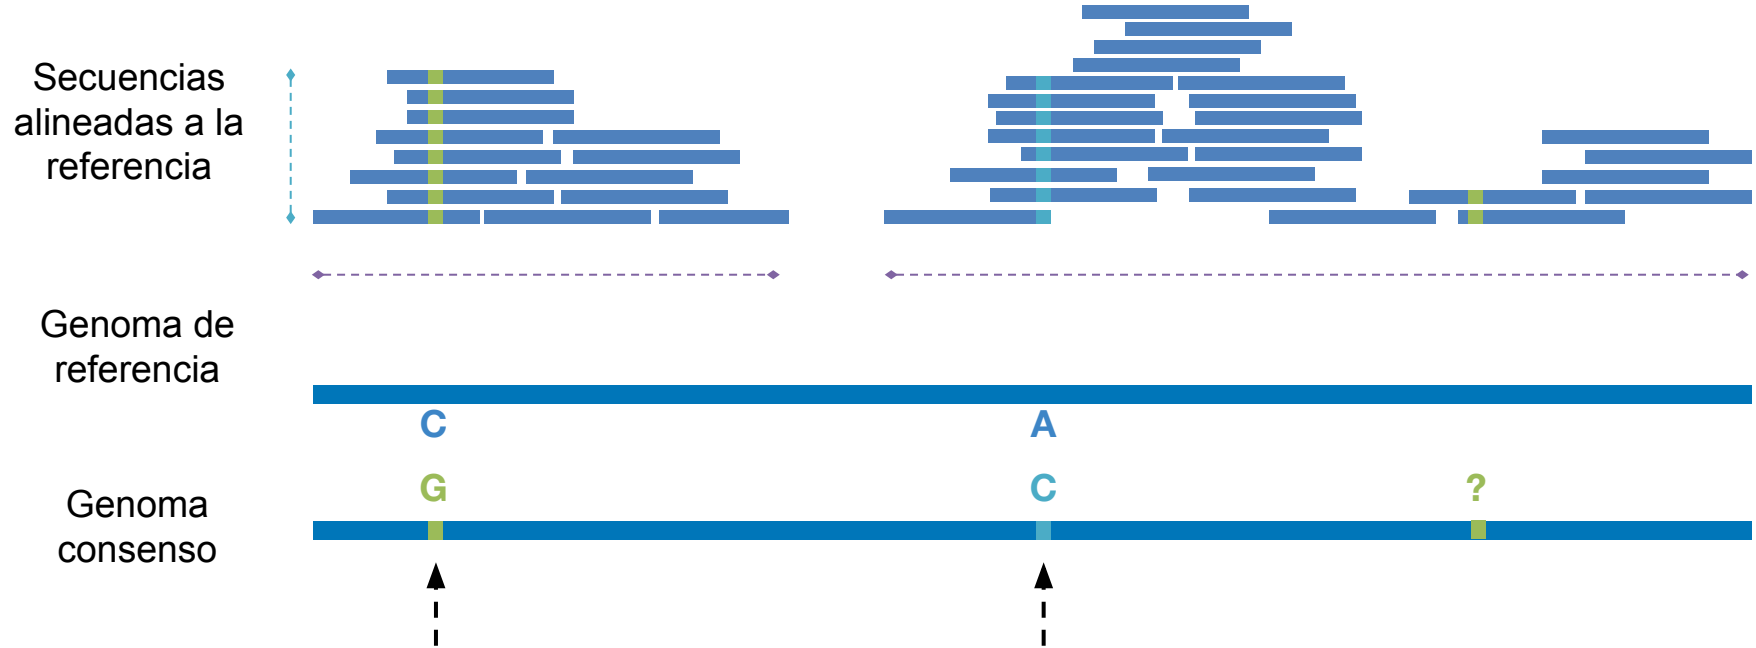 Secuencias
alineadas a la
referencia
Genoma de
referencia
C
A
Genoma
consenso
G
C
?